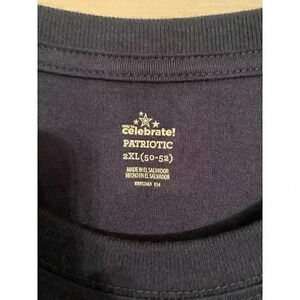 celebrate!
PATRIOTIC
2XL (50-52)
MADE IN EL SALVADOR
HECHO EN EL SALVADOR